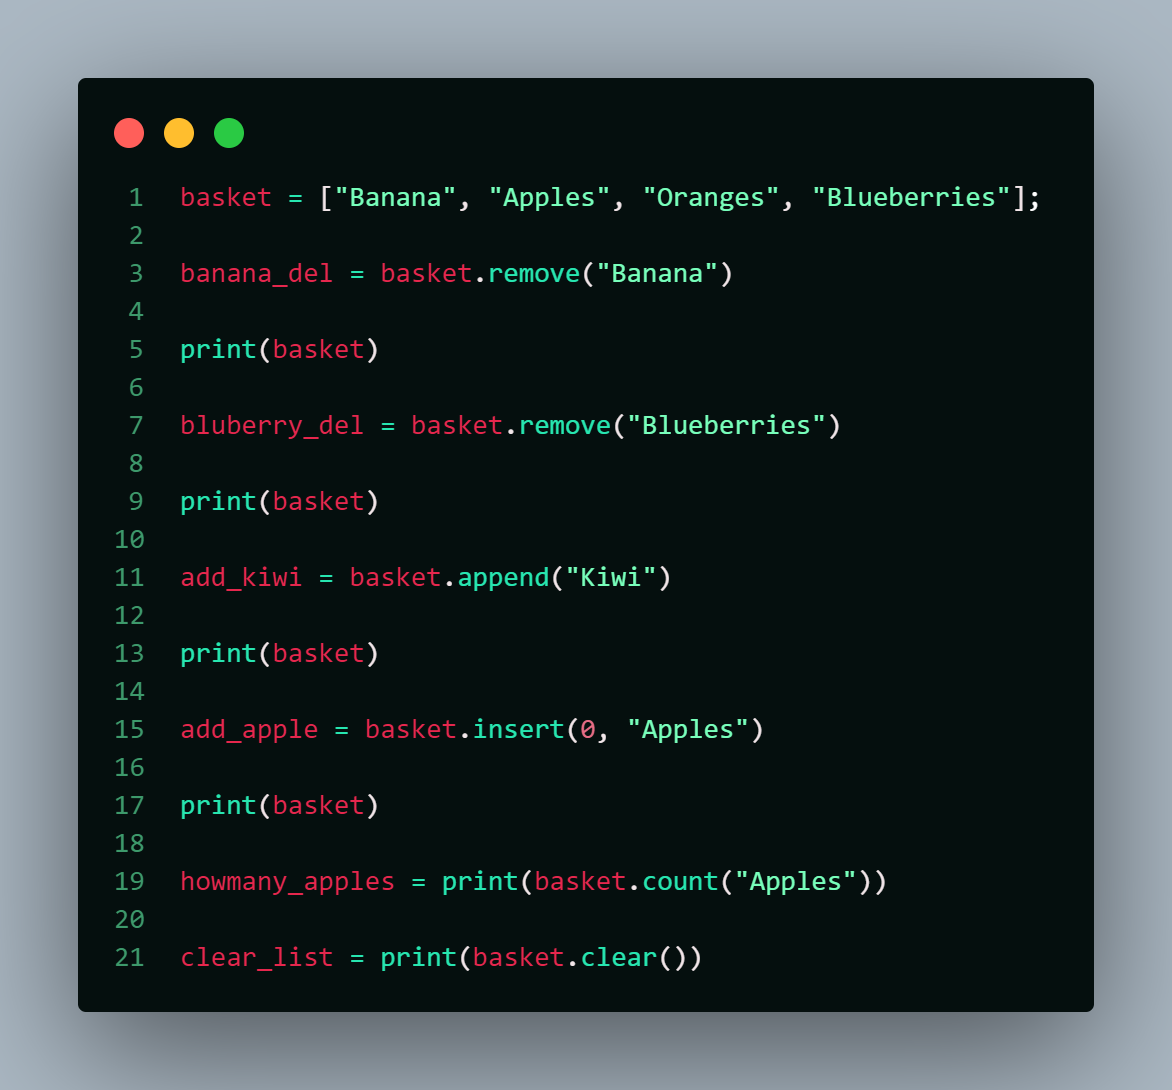 1 basket = ["Banana", "Apples", "Oranges", "Blueberries"];
2
3 banana_del = basket.remove("Banana")
4
5 print(basket)
6
7 bluberry_del = basket.remove("Blueberries")
8
9 print(basket)
10
11 add_kiwi = basket.append("Kiwi")
12
13 print(basket)
14
15 add_apple = basket.insert(0, "Apples")
16
17 print(basket)
18
19 howmany_apples = print(basket.count("Apples"))
20
21 clear_list = print(basket.clear())